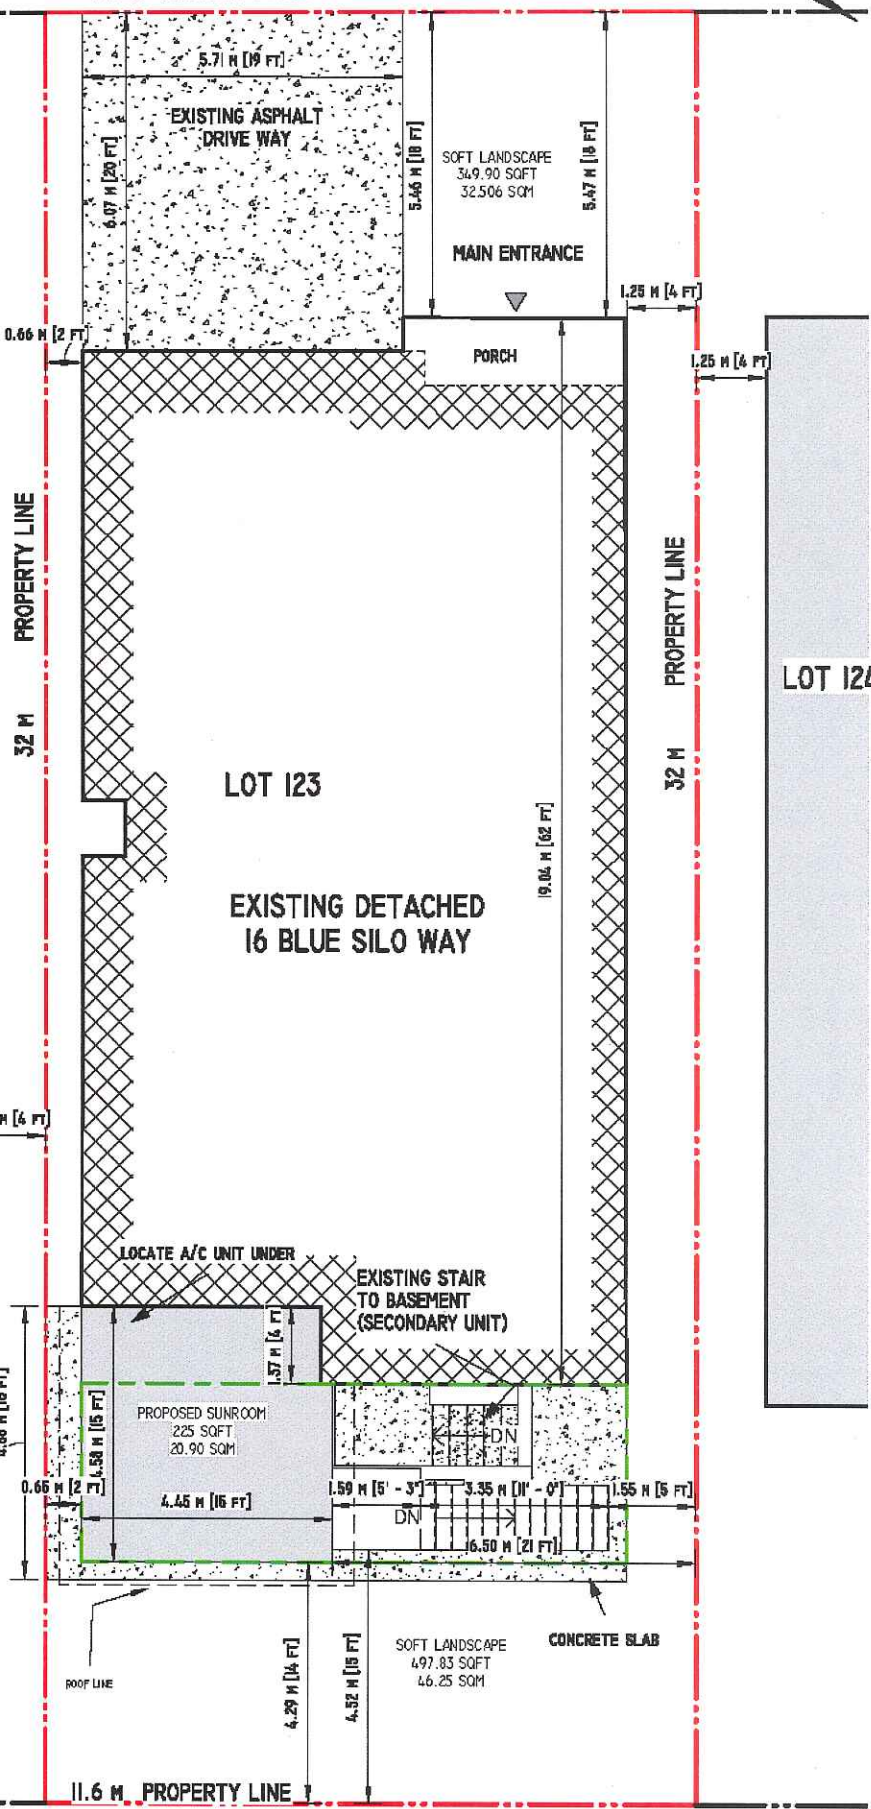 5.71 M [19 FT]
EXISTING ASPHALT
DRIVE WAY
6.07 M [20 FT]
5.46 M [18 FT]
SOFT LANDSCAPE
349.90 SQFT
32.506 SQM
5.47 M [18 FT]
MAIN ENTRANCE
1.25 M [4 FT]
0.66 M [2 FT]
PORCH
1.25 M [4 FT]
32 M PROPERTY LINE
32 M PROPERTY LINE
LOT 124
LOT 123
19.04 M [62 FT]
EXISTING DETACHED
16 BLUE SILO WAY
M [4 FT]
LOCATE A/C UNIT UNDER
EXISTING STAIR
TO BASEMENT
(SECONDARY UNIT)
1.37 M [4 FT]
PROPOSED SUNROOM
225 SQFT
20.90 SQM
4.58 M [15 FT]
DN
0.65 M [2 FT]
4.45 M [15 FT]
1.59 M [5' - 3"]
3.35 M [11' - 0"]
1.55 M [5 FT]
DN
6.50 M [21 FT]
4.29 M [14 FT]
4.52 M [15 FT]
SOFT LANDSCAPE
497.83 SQFT
46.25 SQM
CONCRETE SLAB
ROOF LINE
11.6 M PROPERTY LINE